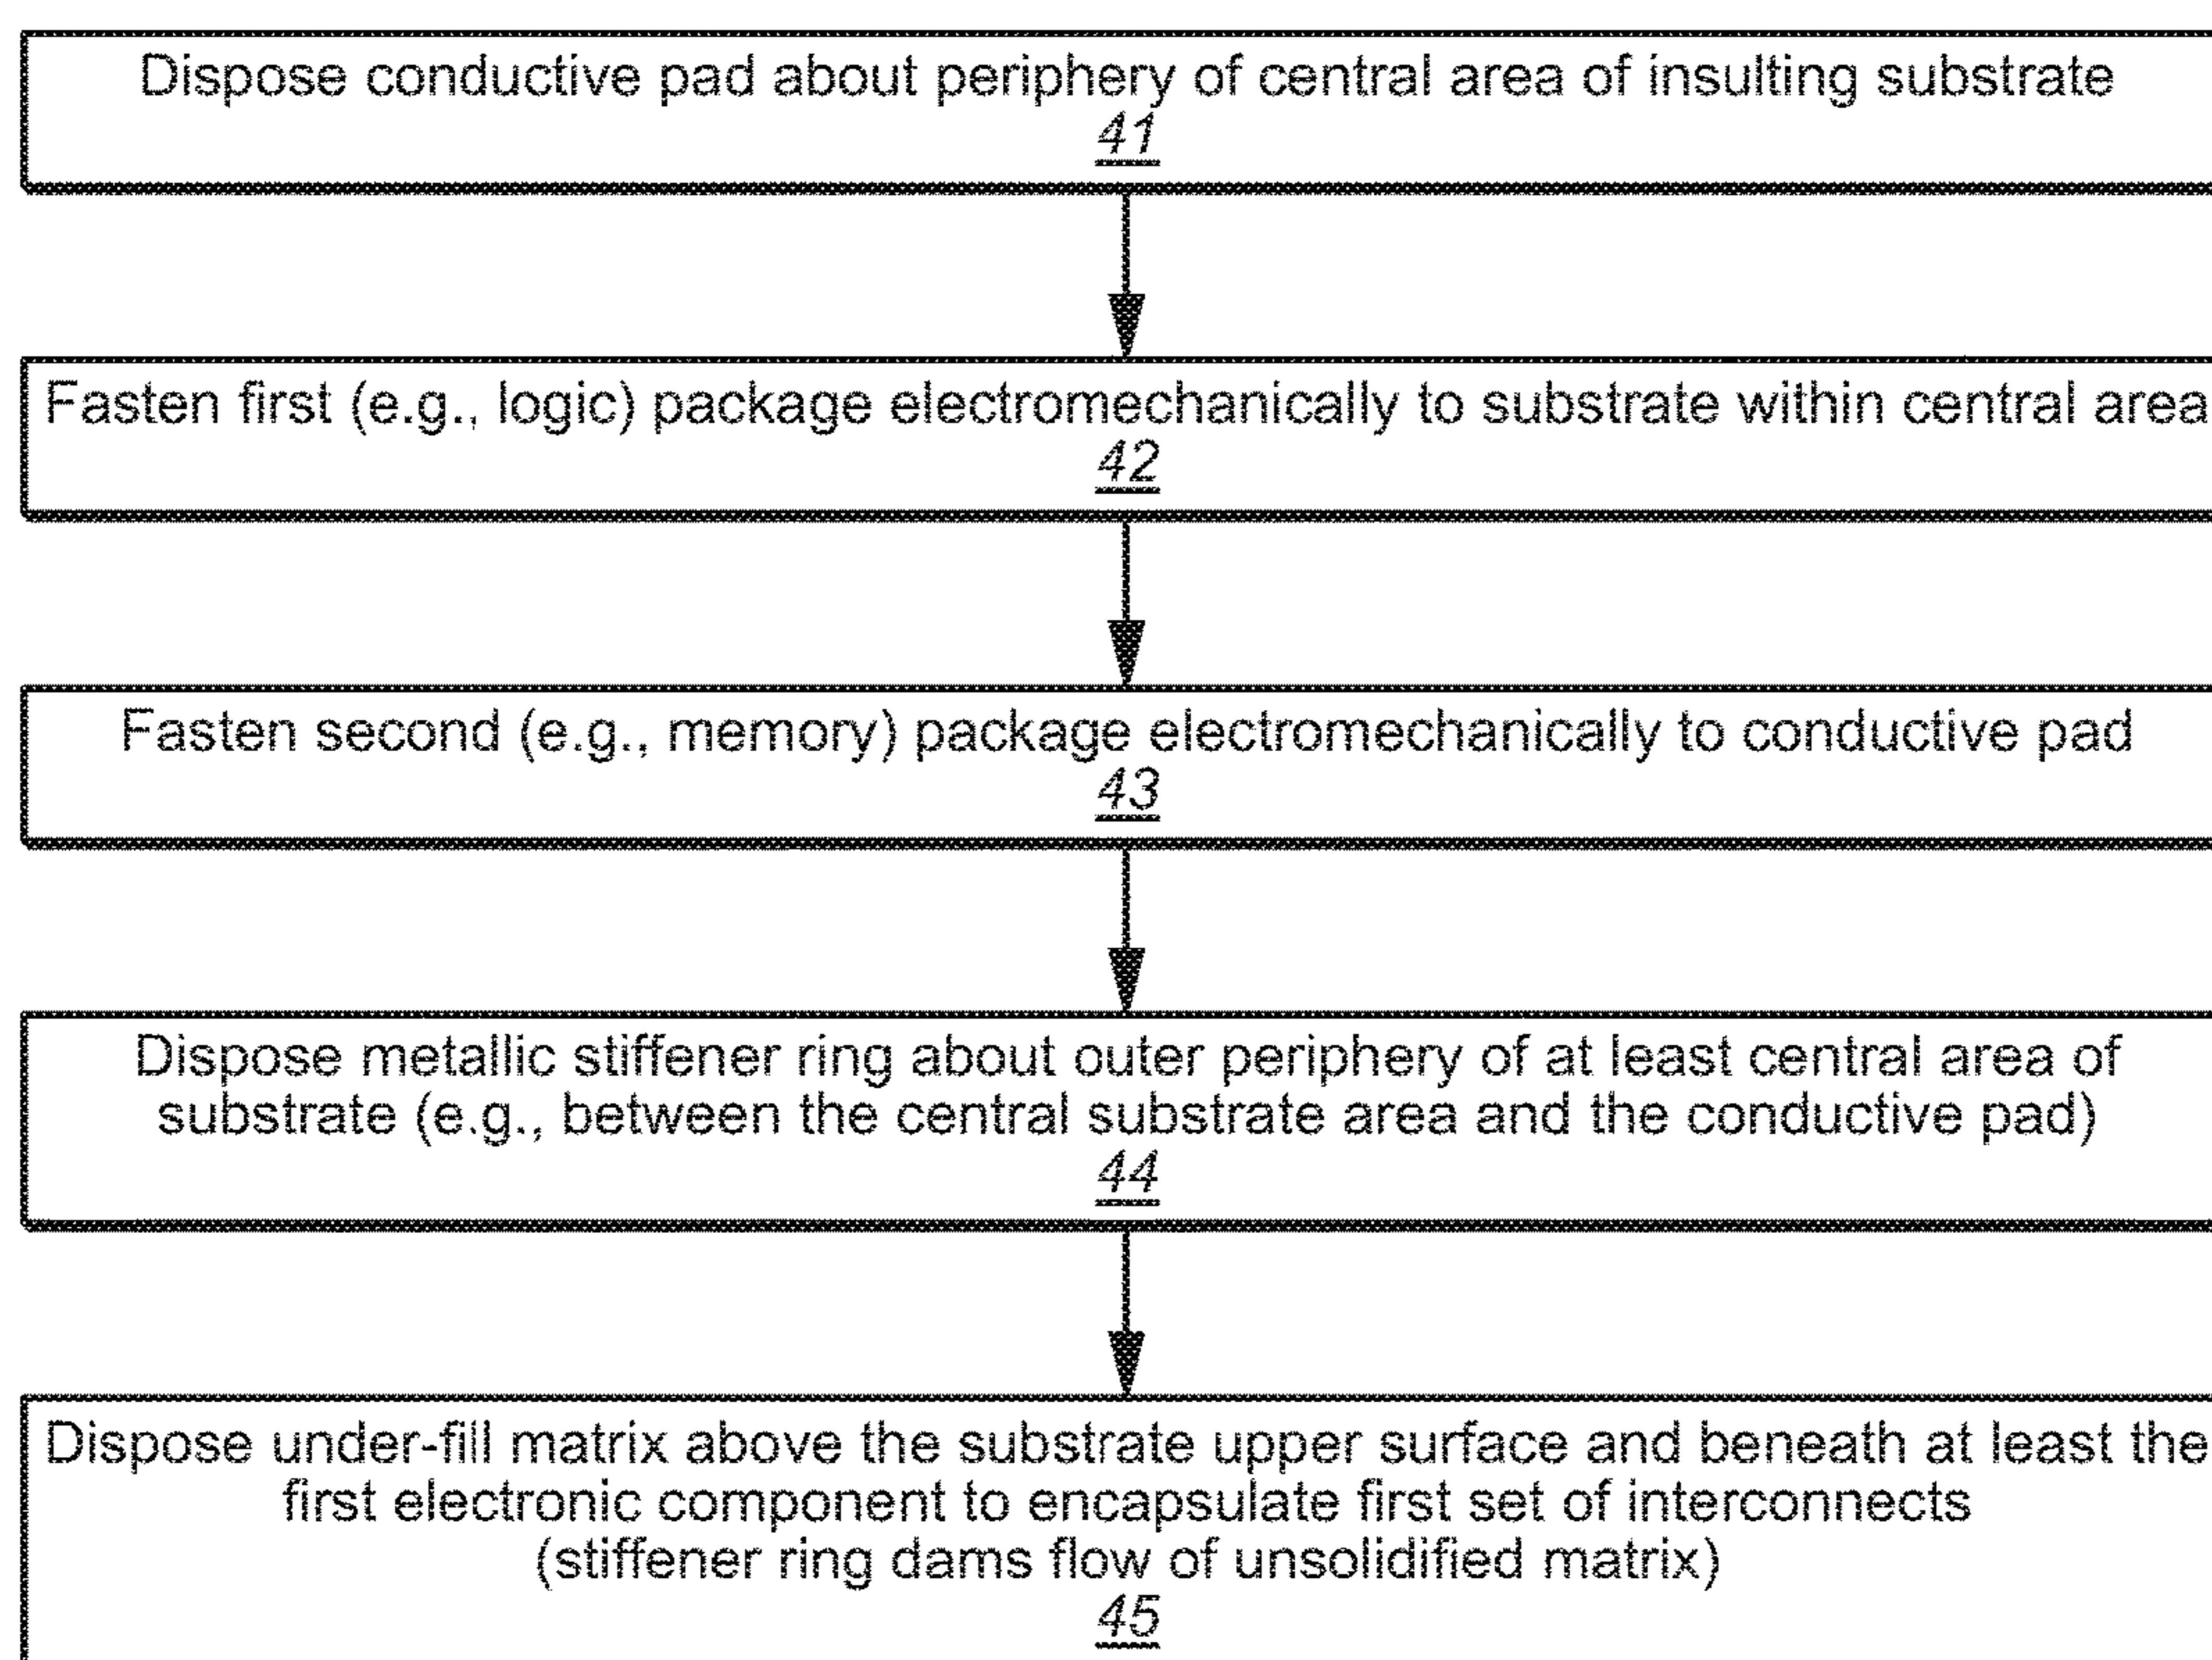 Dispose conductive pad about periphery of central area of insulting substrate
41
Fasten first (e.g., logic) package electromechanically to substrate within central area
42
Fasten second (e.g., memory) package electromechanically to conductive pad
43
Dispose metallic stiffener ring about outer periphery of at least central area of
substrate (e.g., between the central substrate area and the conductive pad)
44
Dispose under-fill matrix above the substrate upper surface and beneath at least the
first electronic component to encapsulate first set of interconnects
(stiffener ring dams flow of unsolidified matrix)
45